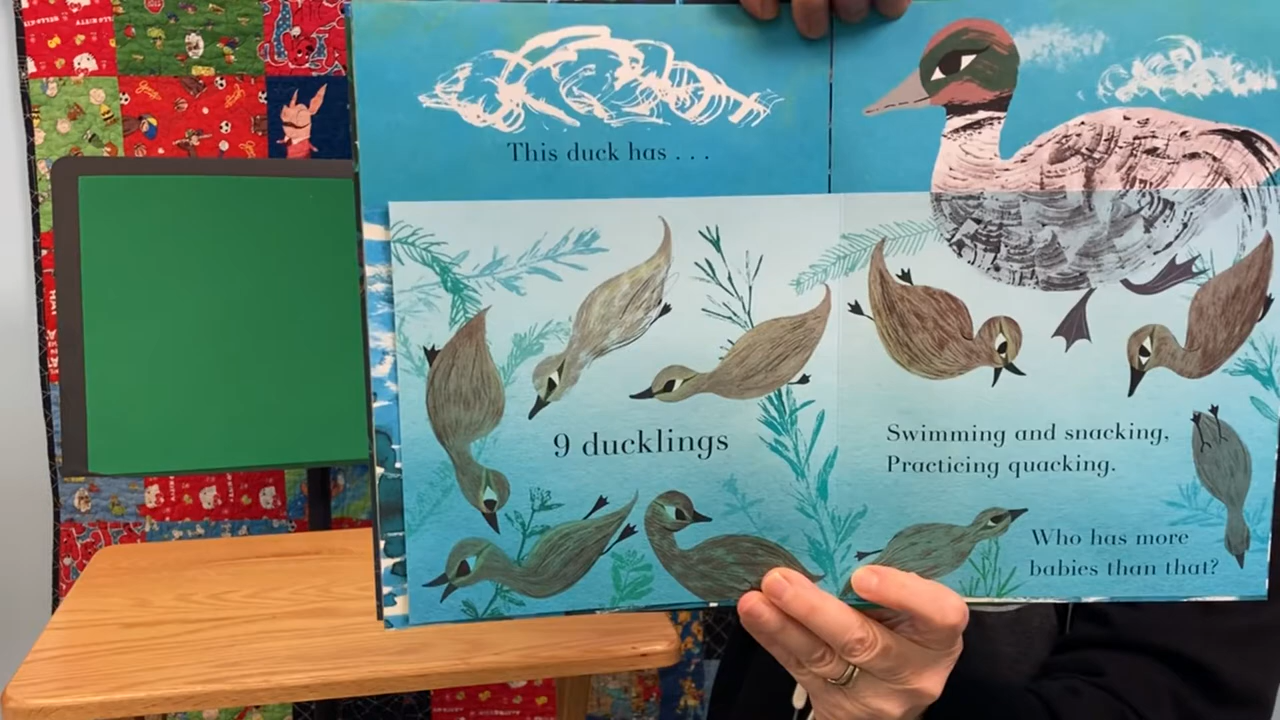 This duck has . . .
9 ducklings
Swimming and snacking,
Practicing quacking.
Who has more
babies than that?